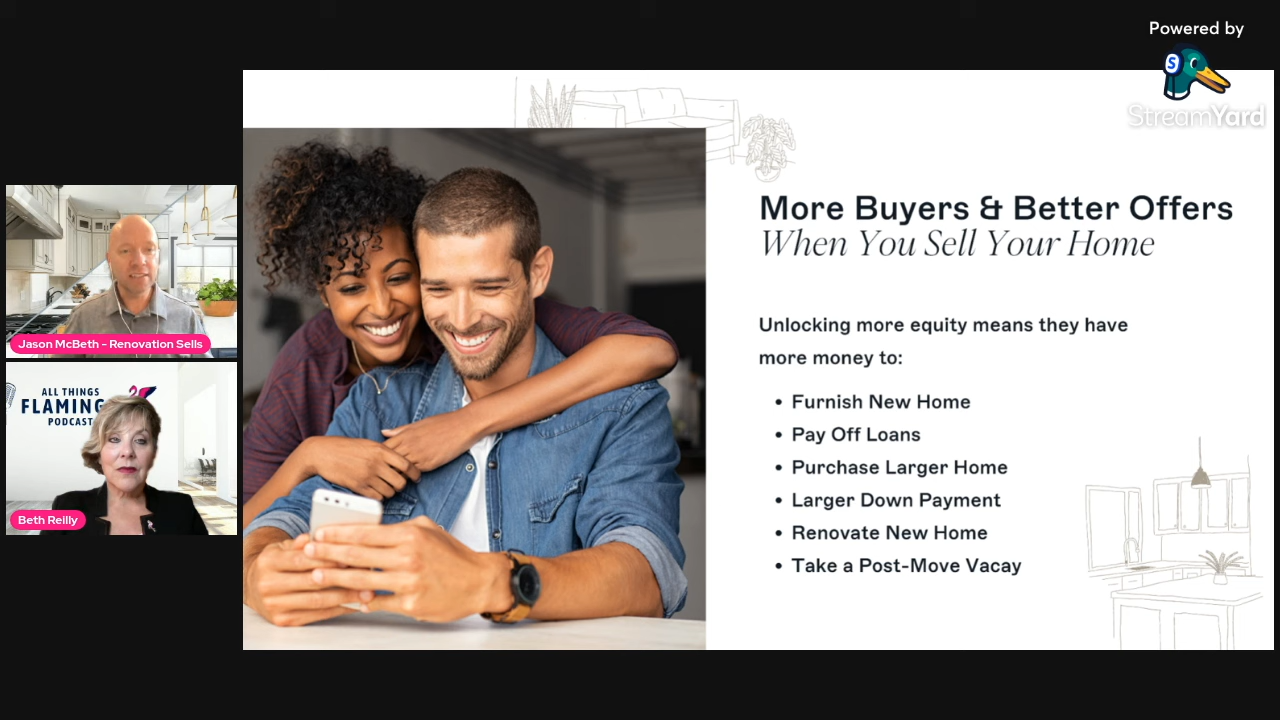 Powered by
StreamYard
Jason McBeth - Renovation Sells
ALL THINGS
PODCAST
Beth Reilly
More Buyers & Better Offers
When You Sell Your Home
Unlocking more equity means they have
more money to:
• Furnish New Home
• Pay Off Loans
• Purchase Larger Home
• Larger Down Payment
• Renovate New Home
• Take a Post-Move Vacay